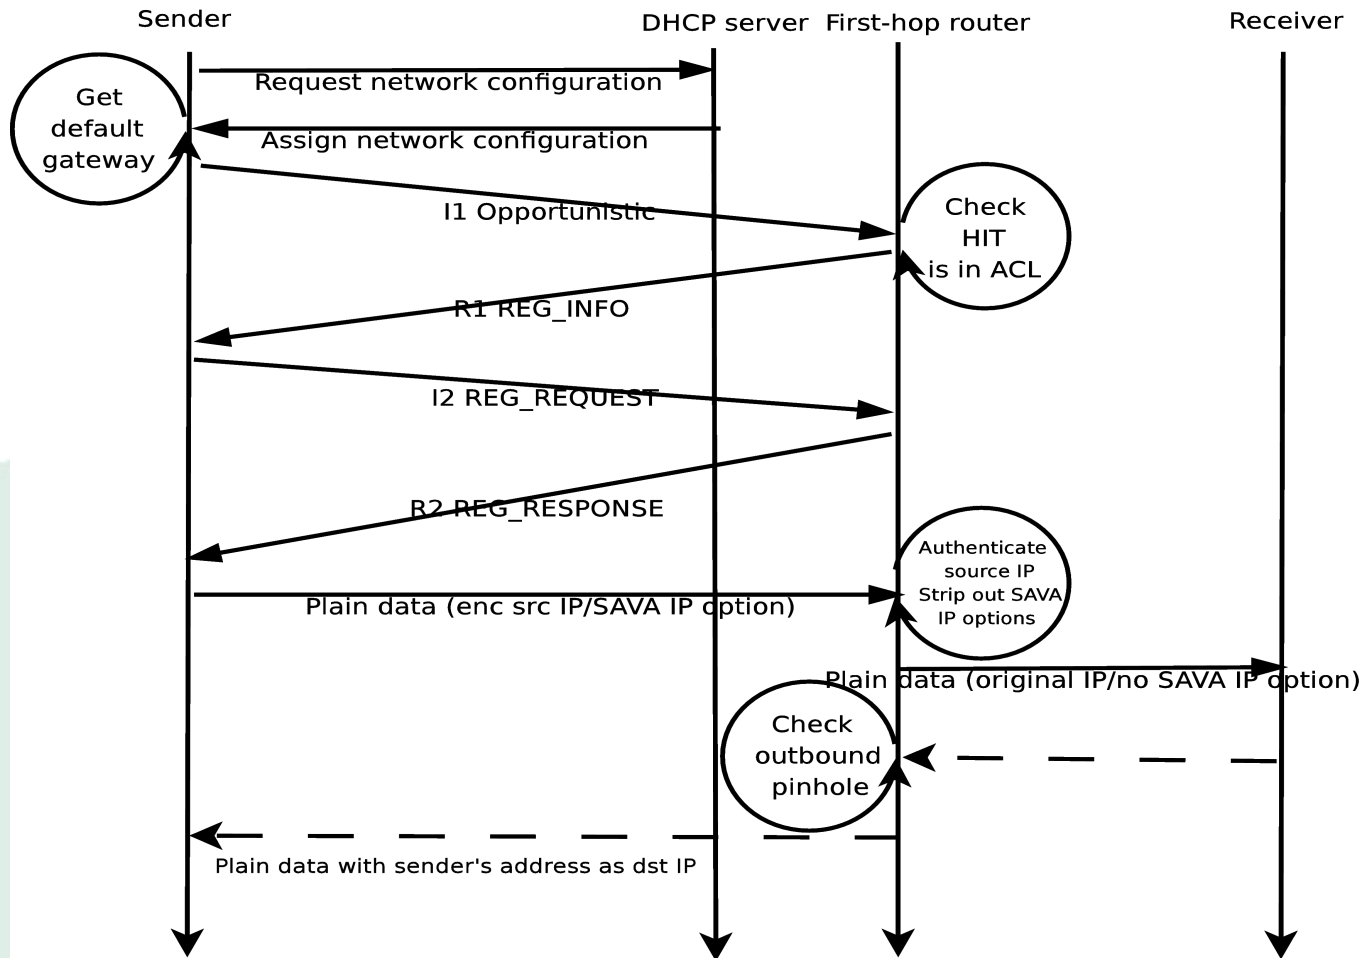 Sender
DHCP server
First-hop router
Receiver
Request network configuration
Get
default
gateway
Assign network configuration
I1 Opportunistic
Check
HIT
is in ACL
R1 REG_INFO
I2 REG_REQUEST
R2 REG_RESPONSE
Authenticate
source IP
Strip out SAVA
IP options
Plain data (enc src IP/SAVA IP option)
Plain data (original IP/no SAVA IP option)
Check
outbound
pinhole
Plain data with sender's address as dst IP